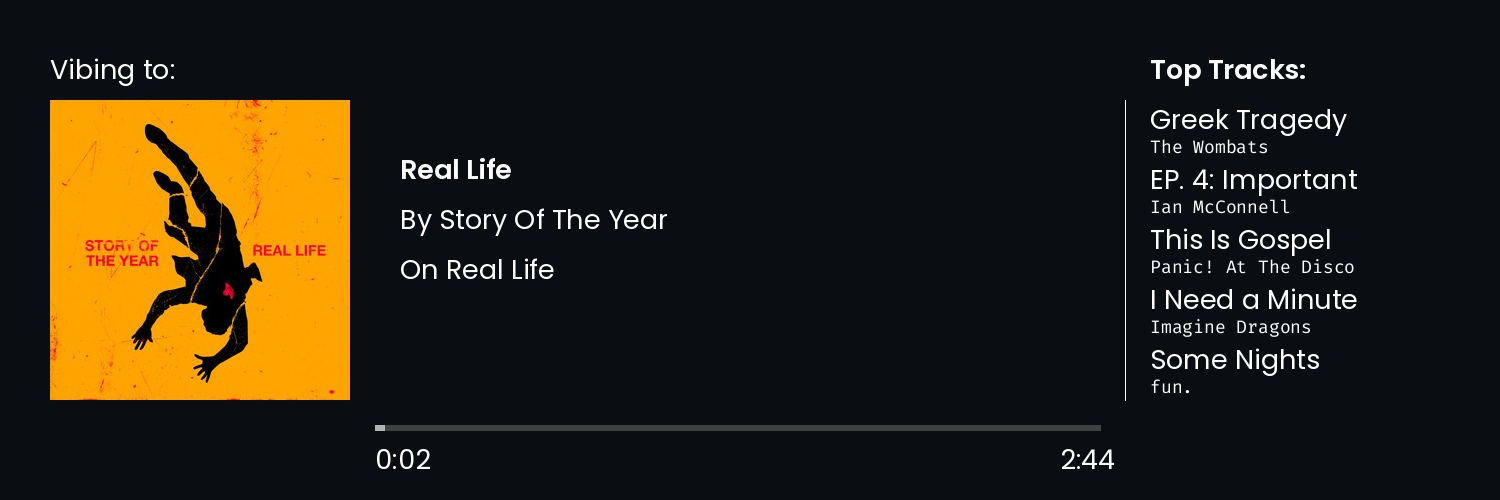 Vibing to:
STORY OF
THE YEAR
REAL LIFE
Real Life
By Story Of The Year
On Real Life
0:02
2:44
Top Tracks:
Greek Tragedy
The Wombats
EP. 4: Important
Ian McConnell
This Is Gospel
Panic! At The Disco
I Need a Minute
Imagine Dragons
Some Nights
fun.